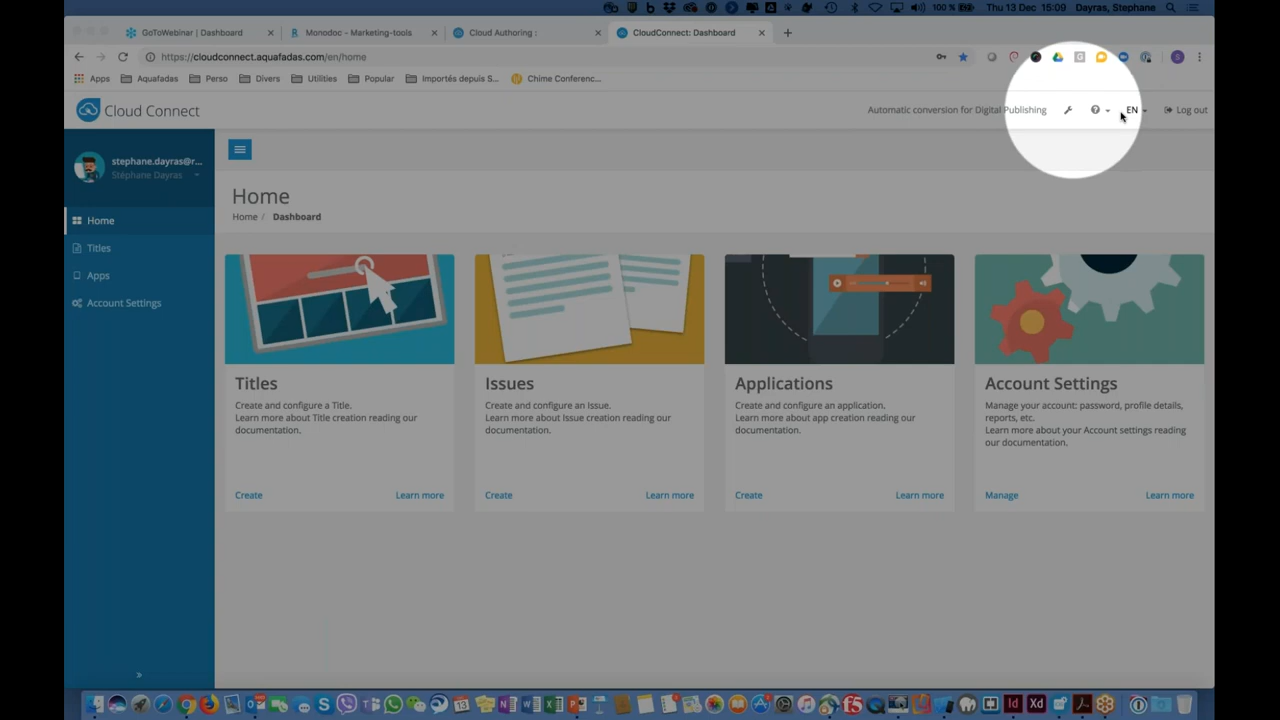 100 %
Thu 13 Dec 15:09
Dayras, Stephane
GoToWebinar | Dashboard
Monodoc - Marketing-tools
Cloud Authoring :
CloudConnect: Dashboard
https://cloudconnect.aquafadas.com/en/home
Apps
Aquafadas
Perso
Divers
Utilities
Popular
Importés depuis S...
Chime Conferenc...
Cloud Connect
Automatic conversion for Digital Publishing
EN
Log out
stephane.dayras@r...
Stéphane Dayras
Home
Titles
Apps
Account Settings
Home
Home / Dashboard
Titles
Create and configure a Title.
Learn more about Title creation reading our
documentation.
Create
Learn more
Issues
Create and configure an Issue.
Learn more about Issue creation reading our
documentation.
Create
Learn more
Applications
Create and configure an application.
Learn more about app creation reading our
documentation.
Create
Learn more
Account Settings
Manage your account: password, profile details,
reports, etc.
Learn more about your Account settings reading
our documentation.
Manage
Learn more